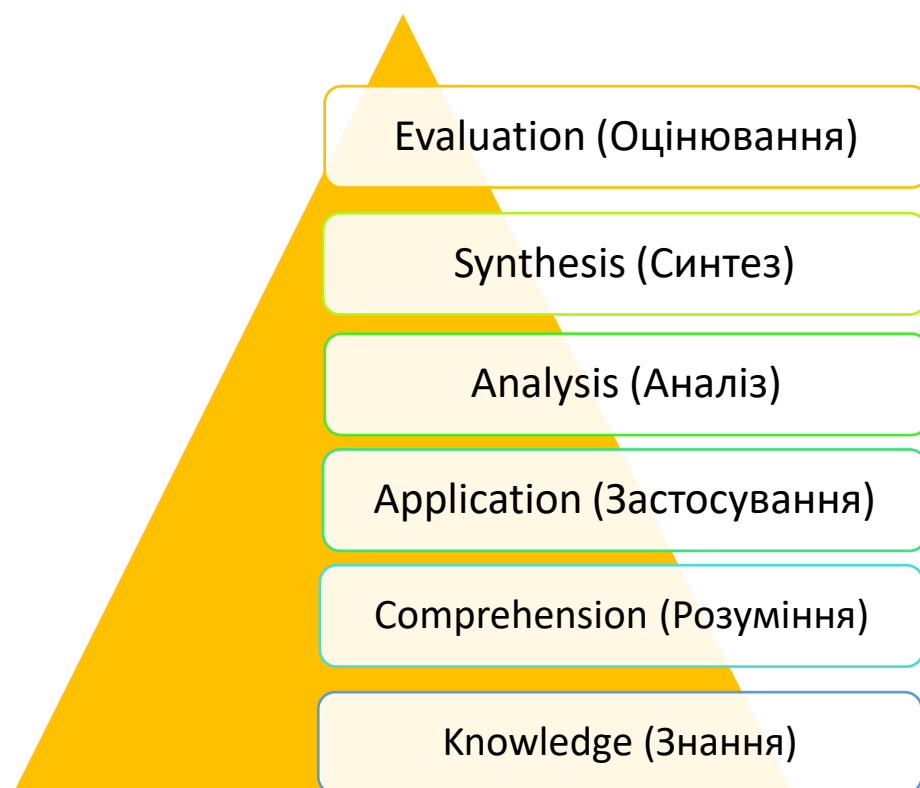 Evaluation (Оцінювання)
Synthesis (Синтез)
Analysis (Аналіз)
Application (Застосування)
Comprehension (Розуміння)
Knowledge (Знання)